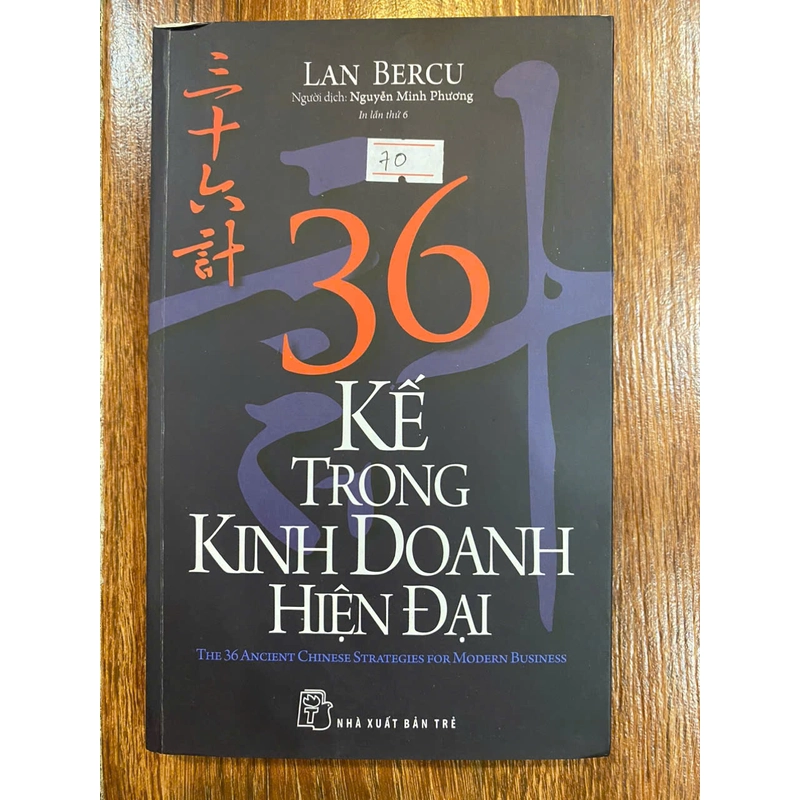 三十六計
LAN BERCU
Người dịch: Nguyễn Minh Phương
In lần thứ 6
70
36
計
KẾ
TRONG
KINH DOANH
HIỆN ĐẠI
THE 36 ANCIENT CHINESE STRATEGIES FOR MODERN BUSINESS
T
NHÀ XUẤT BẢN TRẺ